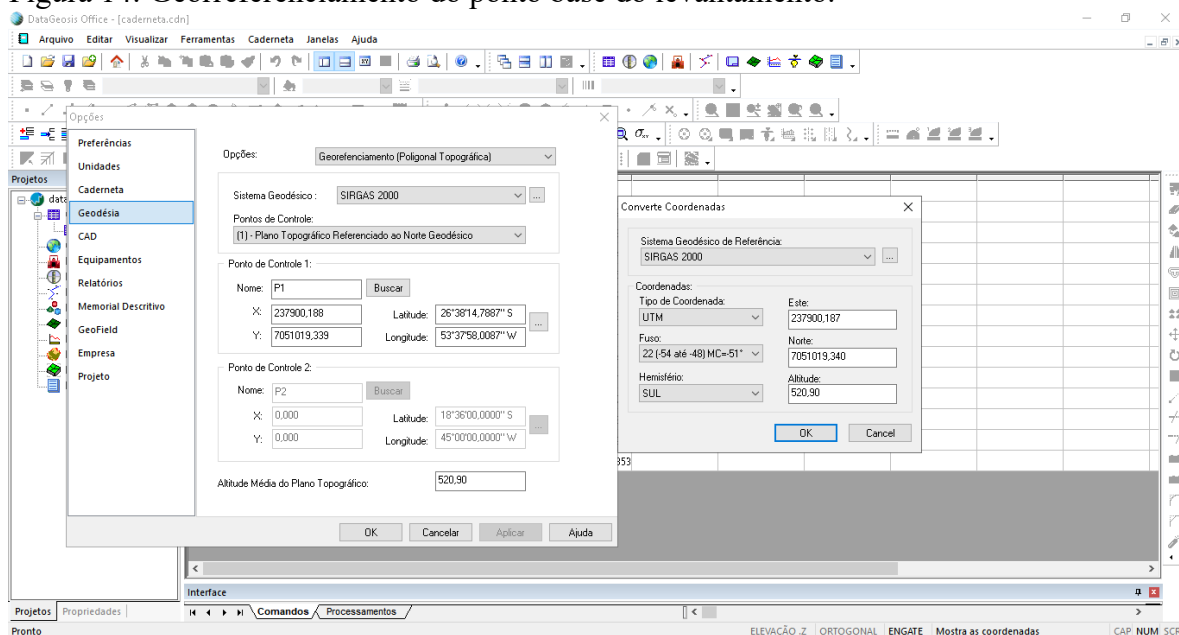 Figura 14: Georreferenciamento do ponto base do levantamento.
DataGeosis Office - [caderneta.cdn]
Arquivo Editar Visualizar Ferramentas Caderneta Janelas Ajuda
Opções
Projetos
data
Preferências
Unidades
Caderneta
Geodésia
CAD
Equipamentos
Relatórios
Memorial Descritivo
GeoField
Empresa
Projeto
Opções: Georefenciamento (Poligonal Topográfica)
Sistema Geodésico : SIRGAS 2000 ...
Pontos de Controle:
(1) - Plano Topográfico Referenciado ao Norte Geodésico
Ponto de Controle 1:
Nome: P1 Buscar
X: 237900,188 Latitude: 26°38'14,7887" S
...
Y: 7051019,339 Longitude: 53°37'58,0087" W
Ponto de Controle 2:
Nome: P2 Buscar
X: 0,000 Latitude: 18°36'00,0000" S
...
Y: 0,000 Longitude: 45°00'00,0000" W
Altitude Média do Plano Topográfico: 520,90
OK Cancelar Aplicar Ajuda
Converte Coordenadas
Sistema Geodésico de Referência:
SIRGAS 2000 ...
Coordenadas:
Tipo de Coordenada: Este:
UTM 237900,187
Fuso: Norte:
22 (-54 até -48) MC=-51° 7051019,340
Hemisfério: Altitude:
SUL 520,90
OK Cancel
353
Interface
Comandos Processamentos
Projetos Propriedades
Pronto ELEVAÇÃO .Z ORTOGONAL ENGATE Mostra as coordenadas CAP NUM SCR